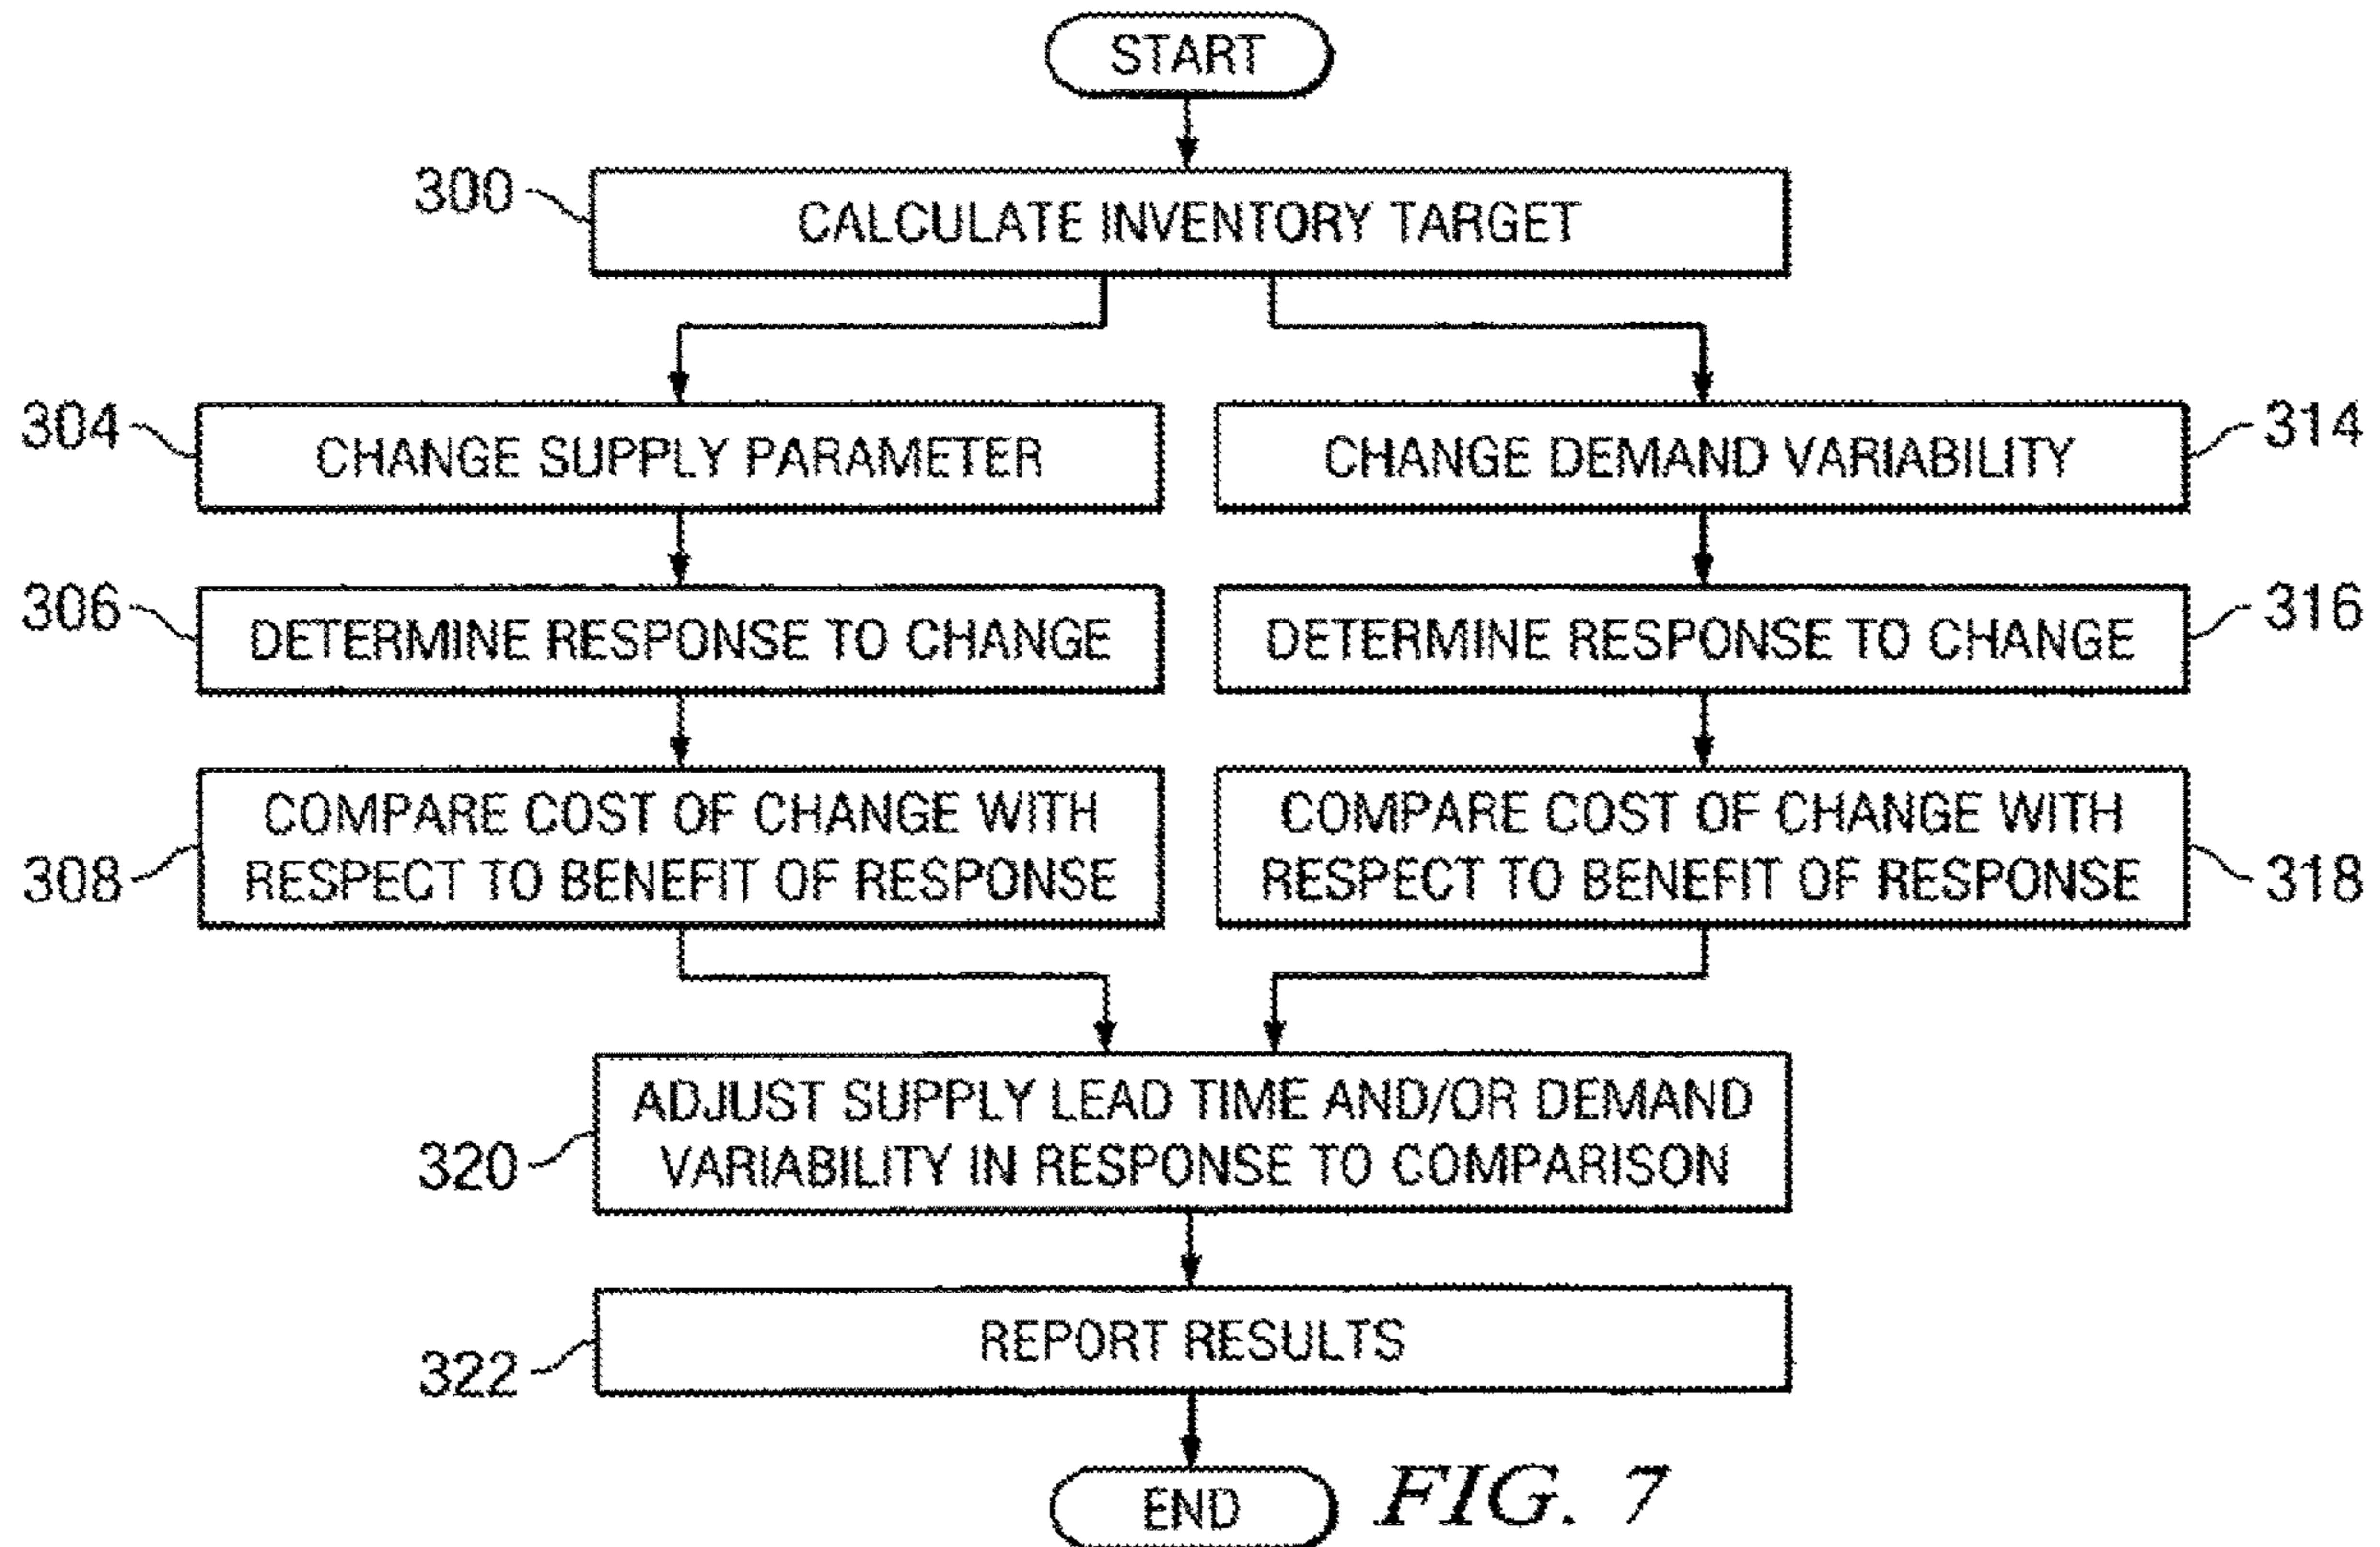 START
300
CALCULATE INVENTORY TARGET
304
CHANGE SUPPLY PARAMETER
CHANGE DEMAND VARIABILITY
314
306
DETERMINE RESPONSE TO CHANGE
DETERMINE RESPONSE TO CHANGE
316
308
COMPARE COST OF CHANGE WITH
RESPECT TO BENEFIT OF RESPONSE
COMPARE COST OF CHANGE WITH
RESPECT TO BENEFIT OF RESPONSE
318
320
ADJUST SUPPLY LEAD TIME AND/OR DEMAND
VARIABILITY IN RESPONSE TO COMPARISON
322
REPORT RESULTS
END
FIG. 7